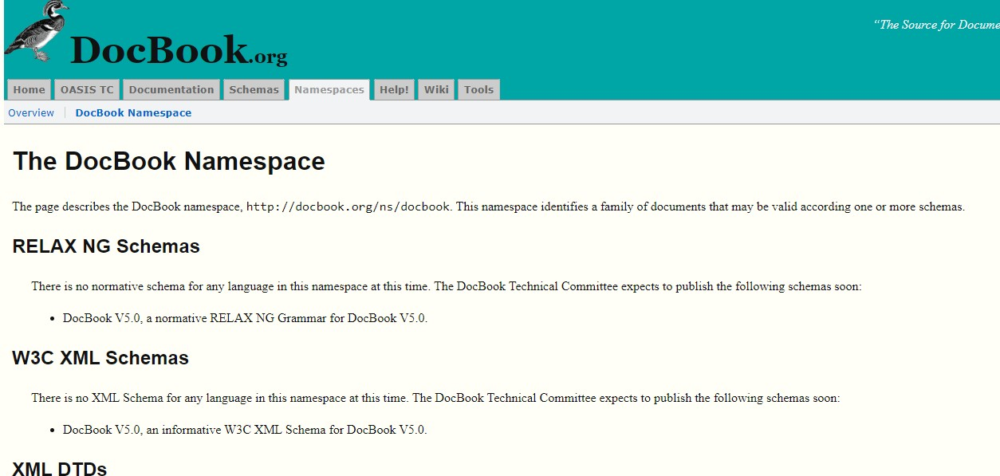 DocBook.org
“The Source for
Home OASIS TC Documentation Schemas Namespaces Help! Wiki Tools
Overview DocBook Namespace
The DocBook Namespace
The page describes the DocBook namespace, http://docbook.org/ns/docbook. This namespace identifies a family of documents that may be valid according one or more schemas.
RELAX NG Schemas
There is no normative schema for any language in this namespace at this time. The DocBook Technical Committee expects to publish the following schemas soon:
• DocBook V5.0, a normative RELAX NG Grammar for DocBook V5.0.
W3C XML Schemas
There is no XML Schema for any language in this namespace at this time. The DocBook Technical Committee expects to publish the following schemas soon:
• DocBook V5.0, an informative W3C XML Schema for DocBook V5.0.
XML DTDs